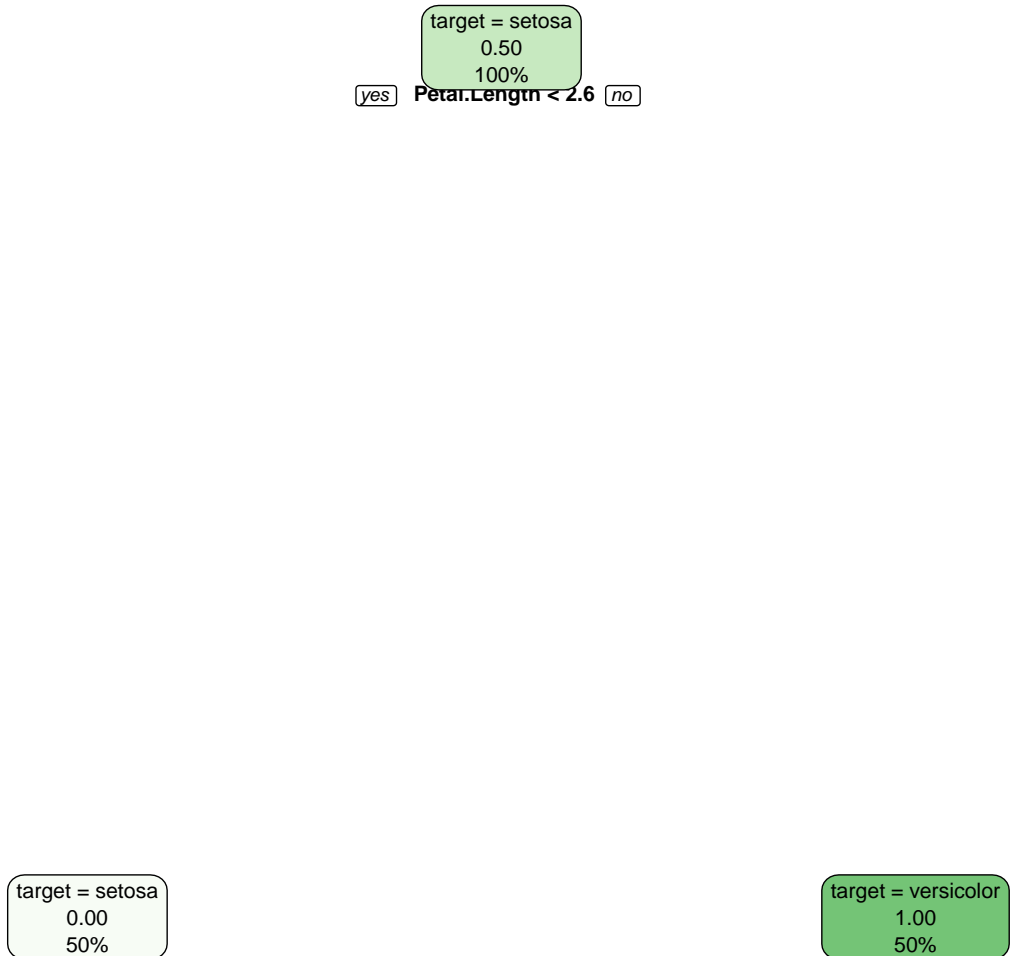 target = setosa
0.50
100%
yes Petal.Length < 2.6 no
target = setosa
0.00
50%
target = versicolor
1.00
50%